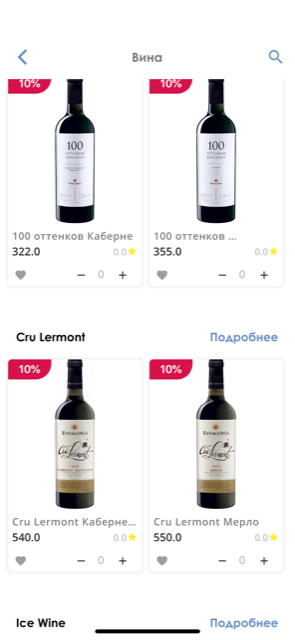 Вина
10%
10%
100
ОТТЕНКОВ
100
ОТТЕНКОВ
100 оттенков Каберне
100 оттенков ...
322.0
0.0
355.0
0.0
− 0 +
− 0 +
Cru Lermont
Подробнее
10%
10%
FANAGORIA
Cru Lermont
FANAGORIA
Cru Lermont
Cru Lermont Каберне...
Cru Lermont Мерло
540.0
0.0
550.0
0.0
− 0 +
− 0 +
Ice Wine
Подробнее